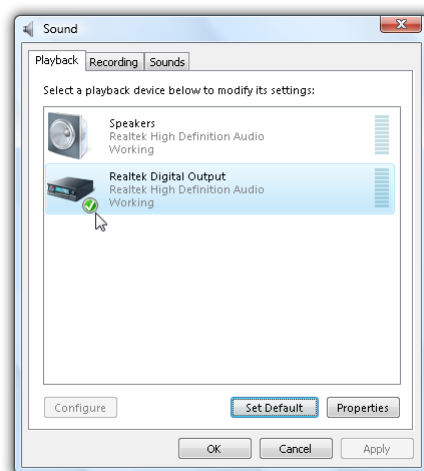 Sound
Playback Recording Sounds
Select a playback device below to modify its settings:
Speakers
Realtek High Definition Audio
Working
Realtek Digital Output
Realtek High Definition Audio
Working
Configure Set Default Properties
OK Cancel Apply